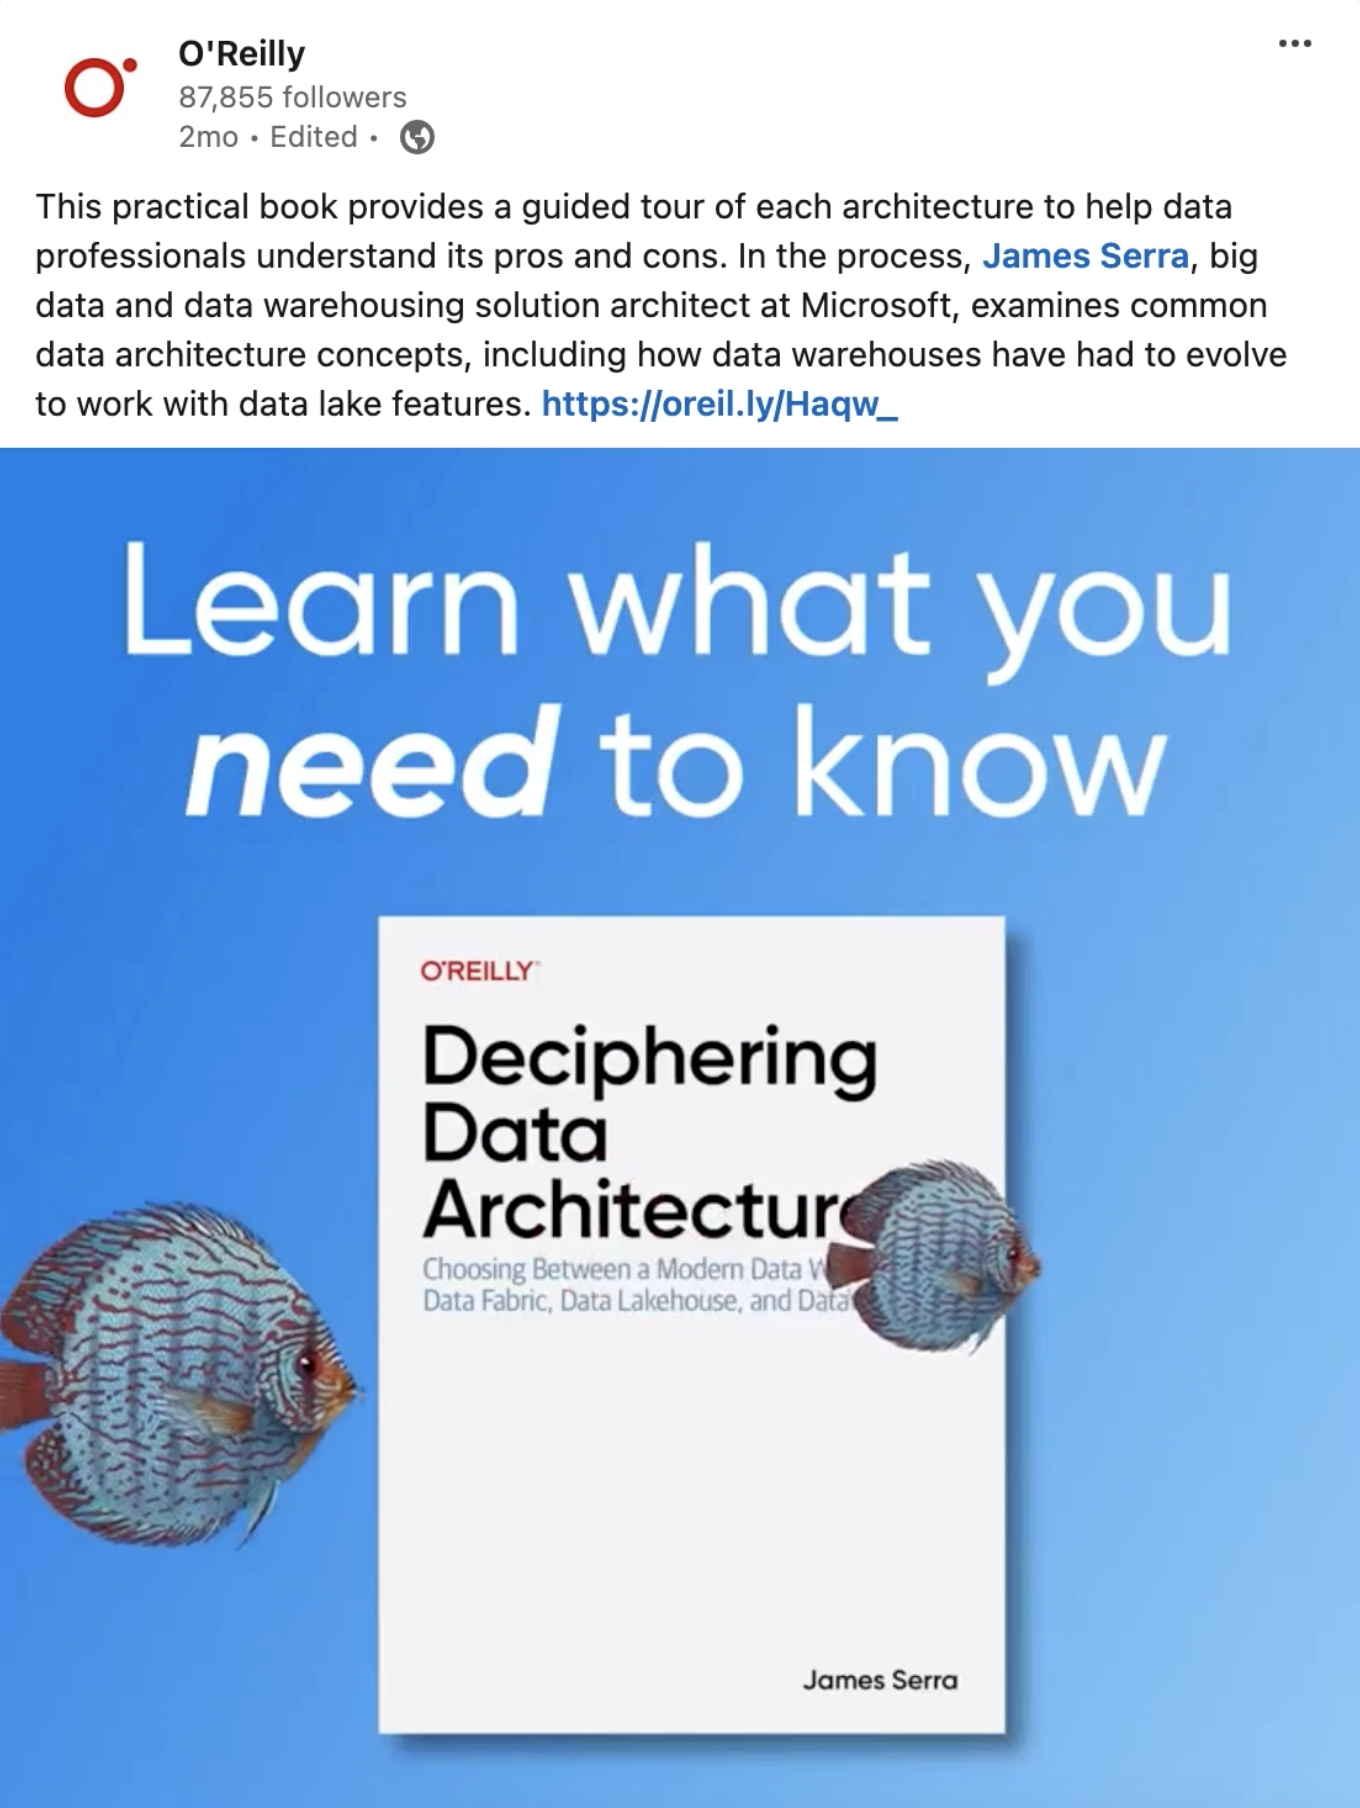 O'Reilly
87,855 followers
2mo • Edited •
This practical book provides a guided tour of each architecture to help data
professionals understand its pros and cons. In the process, James Serra, big
data and data warehousing solution architect at Microsoft, examines common
data architecture concepts, including how data warehouses have had to evolve
to work with data lake features. https://oreil.ly/Haqw_
Learn what you
need to know
O'REILLY
Deciphering
Data
Architectur
Choosing Between a Modern Data
Data Fabric, Data Lakehouse, and Data
James Serra